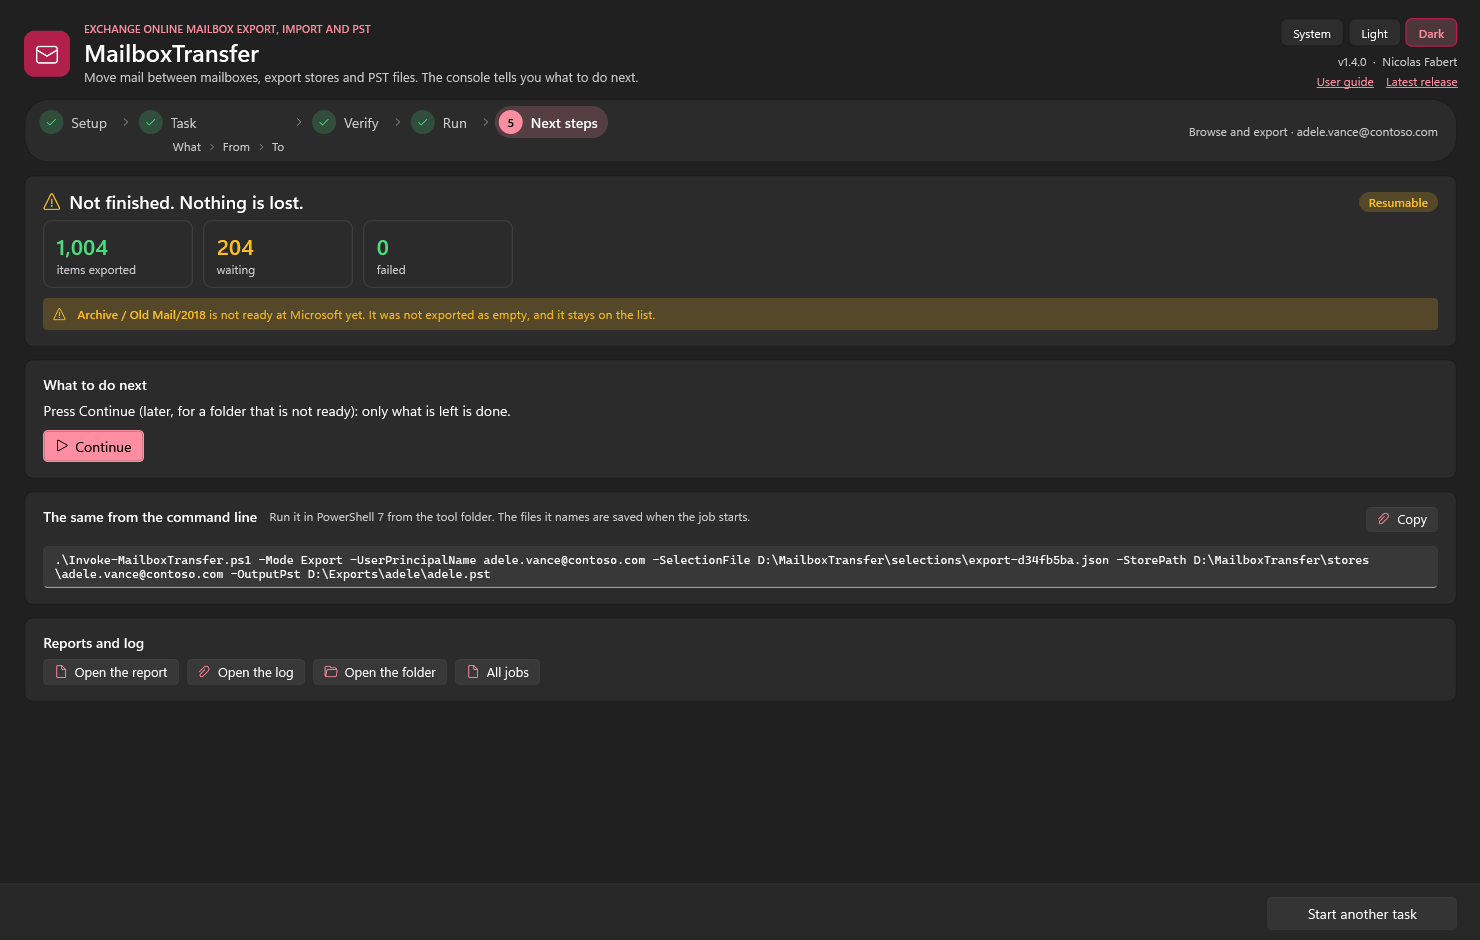 EXCHANGE ONLINE MAILBOX EXPORT, IMPORT AND PST
MailboxTransfer
Move mail between mailboxes, export stores and PST files. The console tells you what to do next.
System
Light
Dark
v1.4.0 · Nicolas Fabert
User guide
Latest release
Setup
Task
Verify
Run
5 Next steps
What
From
To
Browse and export · adele.vance@contoso.com
Not finished. Nothing is lost.
Resumable
1,004
items exported
204
waiting
0
failed
Archive / Old Mail/2018 is not ready at Microsoft yet. It was not exported as empty, and it stays on the list.
What to do next
Press Continue (later, for a folder that is not ready): only what is left is done.
Continue
The same from the command line
Run it in PowerShell 7 from the tool folder. The files it names are saved when the job starts.
Copy
.\Invoke-MailboxTransfer.ps1 -Mode Export -UserPrincipalName adele.vance@contoso.com -SelectionFile D:\MailboxTransfer\selections\export-d34fb5ba.json -StorePath D:\MailboxTransfer\stores
\adele.vance@contoso.com -OutputPst D:\Exports\adele\adele.pst
Reports and log
Open the report
Open the log
Open the folder
All jobs
Start another task